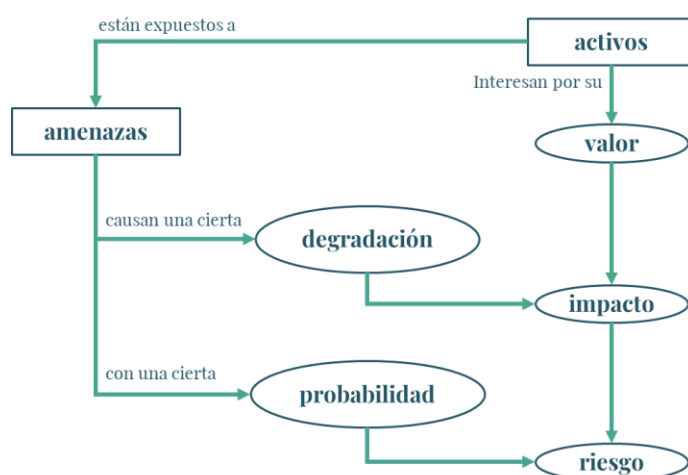 están expuestos a
activos
Interesan por su
amenazas
valor
causan una cierta
degradación
impacto
con una cierta
probabilidad
riesgo